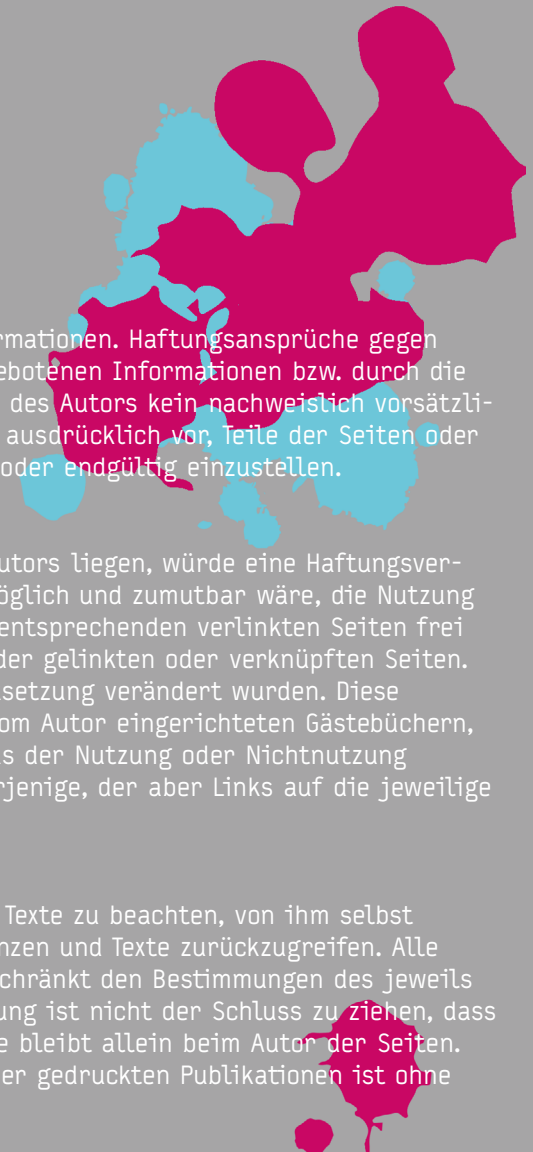 rmationen. Haftungsansprüche gegen
ebotenen Informationen bzw. durch die
des Autors kein nachweislich vorsätzli-
ausdrücklich vor, Teile der Seiten oder
oder endgültig einzustellen.
utors liegen, würde eine Haftungsver-
öglich und zumutbar wäre, die Nutzung
entsprechenden verlinkten Seiten frei
der gelinkten oder verknüpften Seiten.
setzung verändert wurden. Diese
om Autor eingerichteten Gästebüchern,
s der Nutzung oder Nichtnutzung
rjenige, der aber Links auf die jeweilige
Texte zu beachten, von ihm selbst
nzen und Texte zurückzugreifen. Alle
chränkt den Bestimmungen des jeweils
ung ist nicht der Schluss zu ziehen, dass
e bleibt allein beim Autor der Seiten.
er gedruckten Publikationen ist ohne